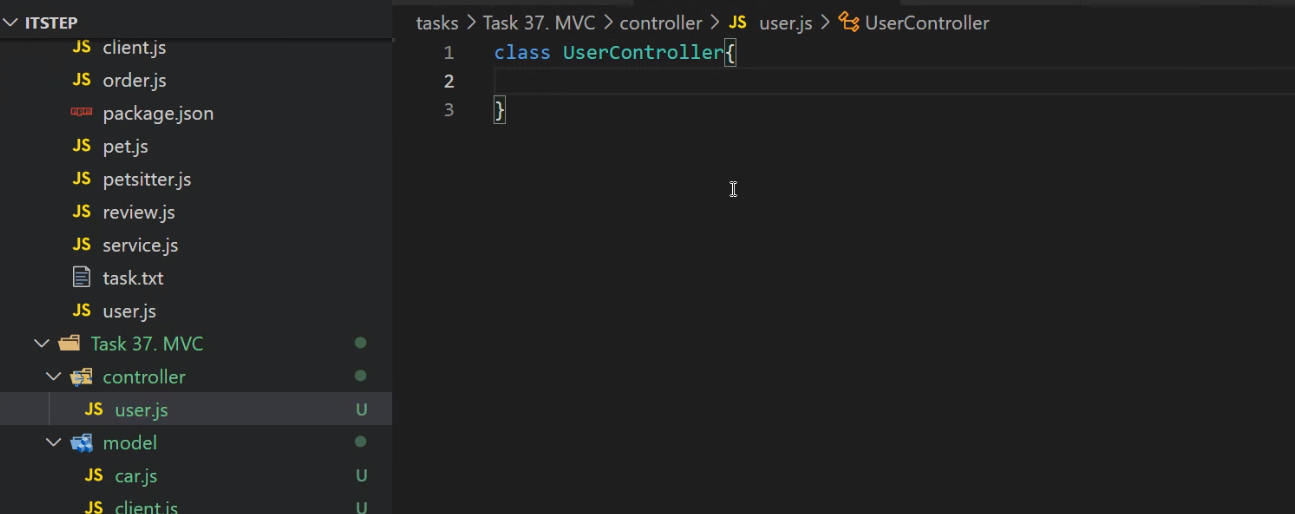 ITSTEP
JS client.js
JS order.js
package.json
JS pet.js
JS petsitter.js
JS review.js
JS service.js
task.txt
JS user.js
Task 37. MVC
controller
JS user.js U
model
JS car.js U
JS client.js U
tasks > Task 37. MVC > controller > JS user.js > UserController
1 class UserController{
2
3 }